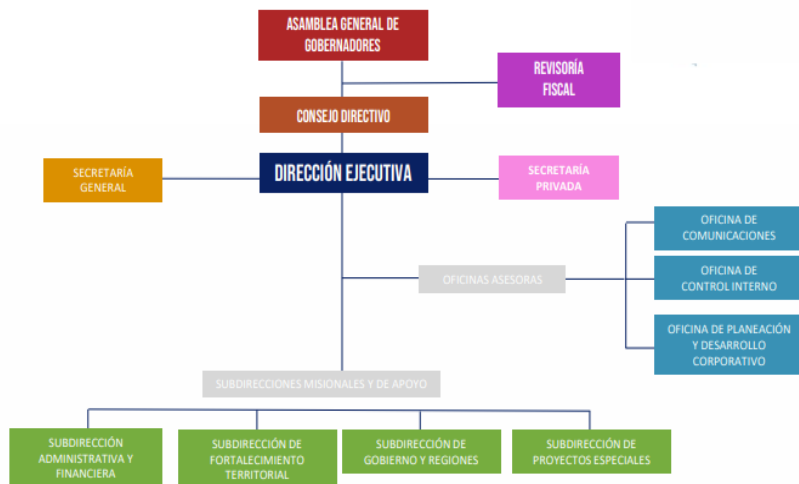 ASAMBLEA GENERAL DE
GOBERNADORES
REVISORÍA
FISCAL
CONSEJO DIRECTIVO
SECRETARÍA
GENERAL
DIRECCIÓN EJECUTIVA
SECRETARÍA
PRIVADA
OFICINA DE
COMUNICACIONES
OFICINAS ASESORAS
OFICINA DE
CONTROL INTERNO
OFICINA DE PLANEACIÓN
Y DESARROLLO
CORPORATIVO
SUBDIRECCIONES MISIONALES Y DE APOYO
SUBDIRECCIÓN
ADMINISTRATIVA Y
FINANCIERA
SUBDIRECCIÓN DE
FORTALECIMIENTO
TERRITORIAL
SUBDIRECCIÓN DE
GOBIERNO Y REGIONES
SUBDIRECCIÓN DE
PROYECTOS ESPECIALES